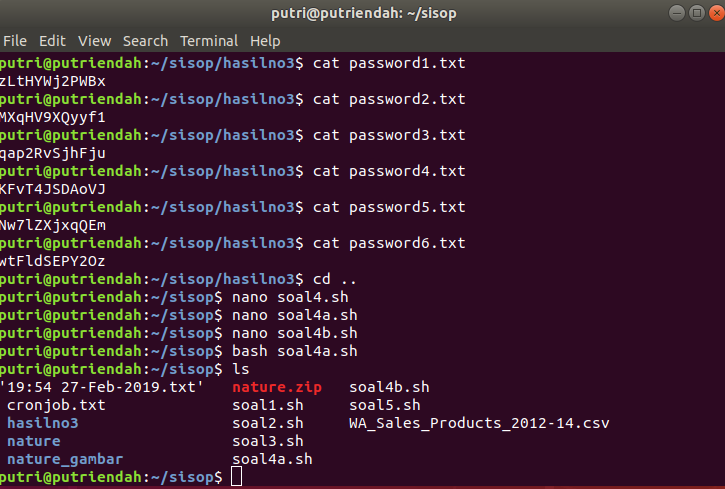 putri@putriendah: ~/sisop
File Edit View Search Terminal Help
putri@putriendah:~/sisop/hasilno3$ cat password1.txt
zLtHYWj2PWBx
putri@putriendah:~/sisop/hasilno3$ cat password2.txt
MXqHV9XQyyf1
putri@putriendah:~/sisop/hasilno3$ cat password3.txt
qap2RvSjhFju
putri@putriendah:~/sisop/hasilno3$ cat password4.txt
KFvT4JSDAoVJ
putri@putriendah:~/sisop/hasilno3$ cat password5.txt
Nw7lZXjxqQEm
putri@putriendah:~/sisop/hasilno3$ cat password6.txt
wtFldSEPY2Oz
putri@putriendah:~/sisop/hasilno3$ cd ..
putri@putriendah:~/sisop$ nano soal4.sh
putri@putriendah:~/sisop$ nano soal4a.sh
putri@putriendah:~/sisop$ nano soal4b.sh
putri@putriendah:~/sisop$ bash soal4a.sh
putri@putriendah:~/sisop$ ls
'19:54 27-Feb-2019.txt' nature.zip soal4b.sh
cronjob.txt soal1.sh soal5.sh
hasilno3 soal2.sh WA_Sales_Products_2012-14.csv
nature soal3.sh
nature_gambar soal4a.sh
putri@putriendah:~/sisop$